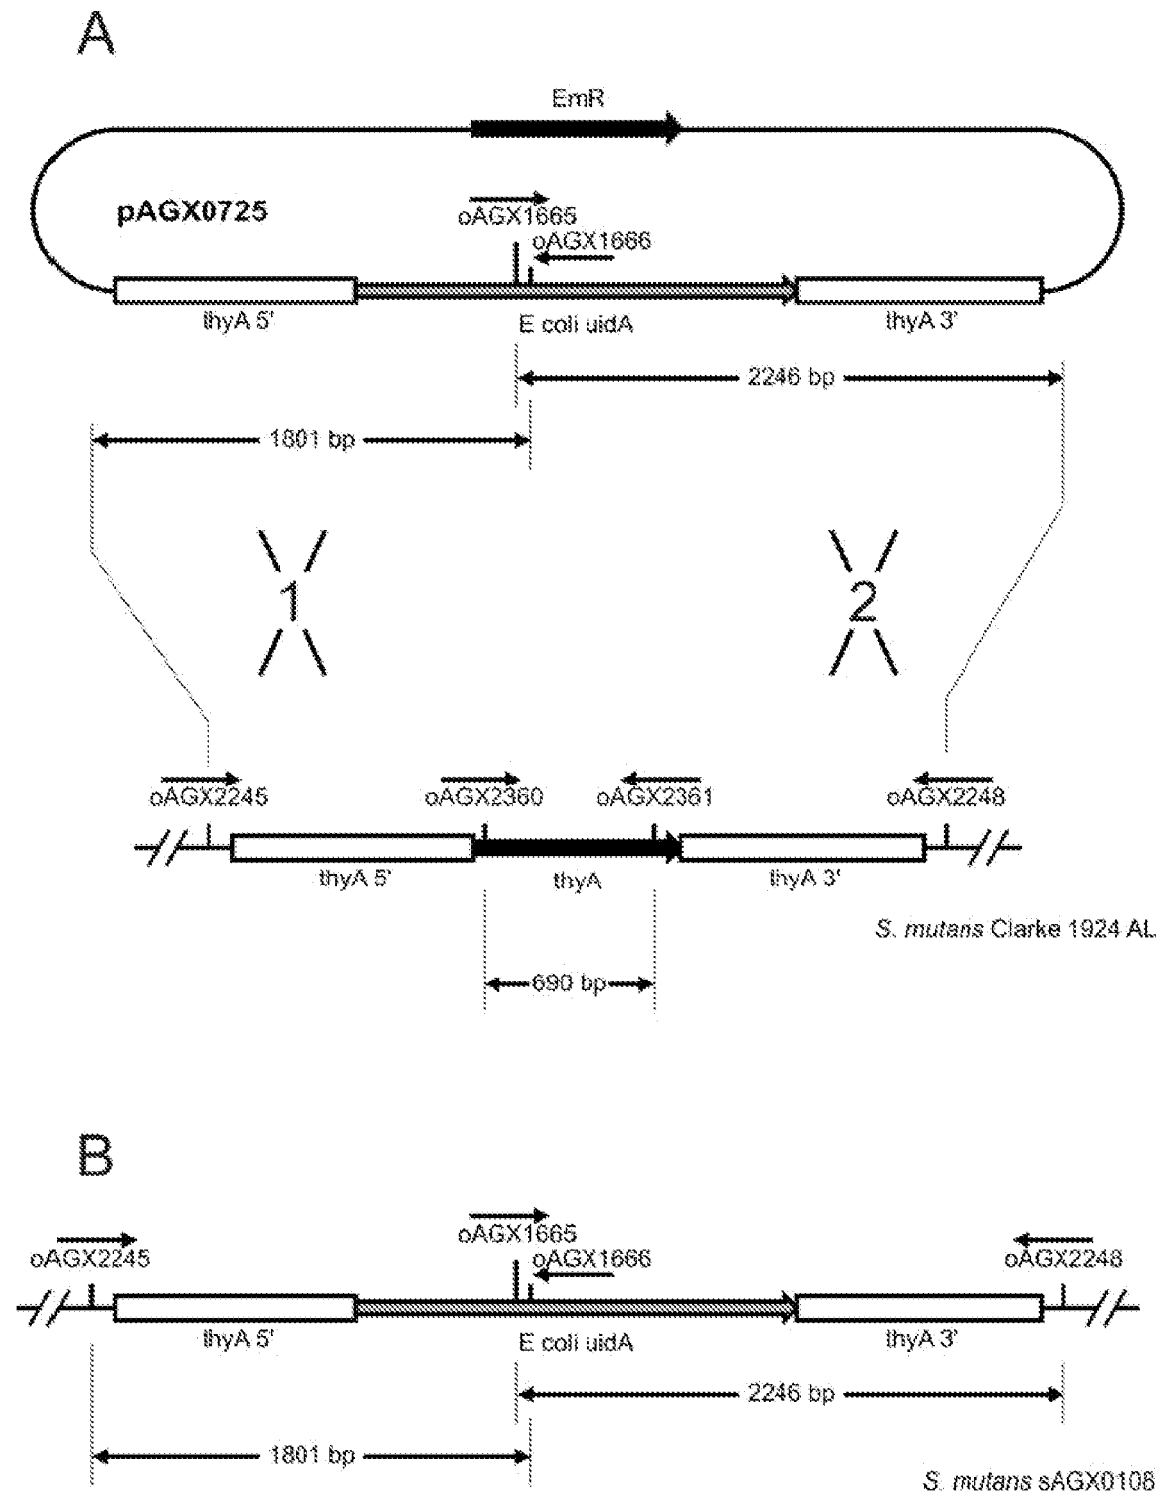 A
EmR
pAGX0725
oAGX1665
oAGX1666
thyA 5'
E coli uidA
thyA 3'
2246 bp
1801 bp
1
2
oAGX2245
oAGX2360
oAGX2361
oAGX2248
thyA 5'
thyA
thyA 3'
S. mutans Clarke 1924 AL
690 bp
B
oAGX1665
oAGX2245
oAGX1666
oAGX2248
thyA 5'
E coli uidA
thyA 3'
2246 bp
1801 bp
S. mutans sAGX0108